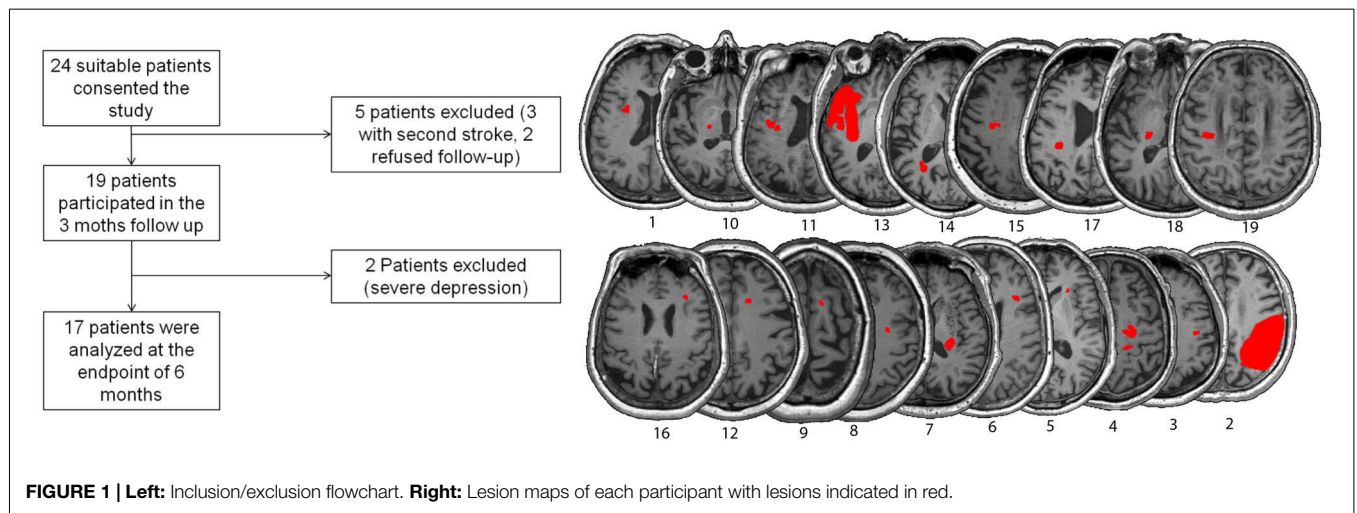 24 suitable patients
consented the
study
5 patients excluded (3
with second stroke, 2
refused follow-up)
19 patients
participated in the
3 moths follow up
2 Patients excluded
(severe depression)
17 patients were
analyzed at the
endpoint of 6
months
1 10 11 13 14 15 17 18 19
16 12 9 8 7 6 5 4 3 2
FIGURE 1 | Left: Inclusion/exclusion flowchart. Right: Lesion maps of each participant with lesions indicated in red.